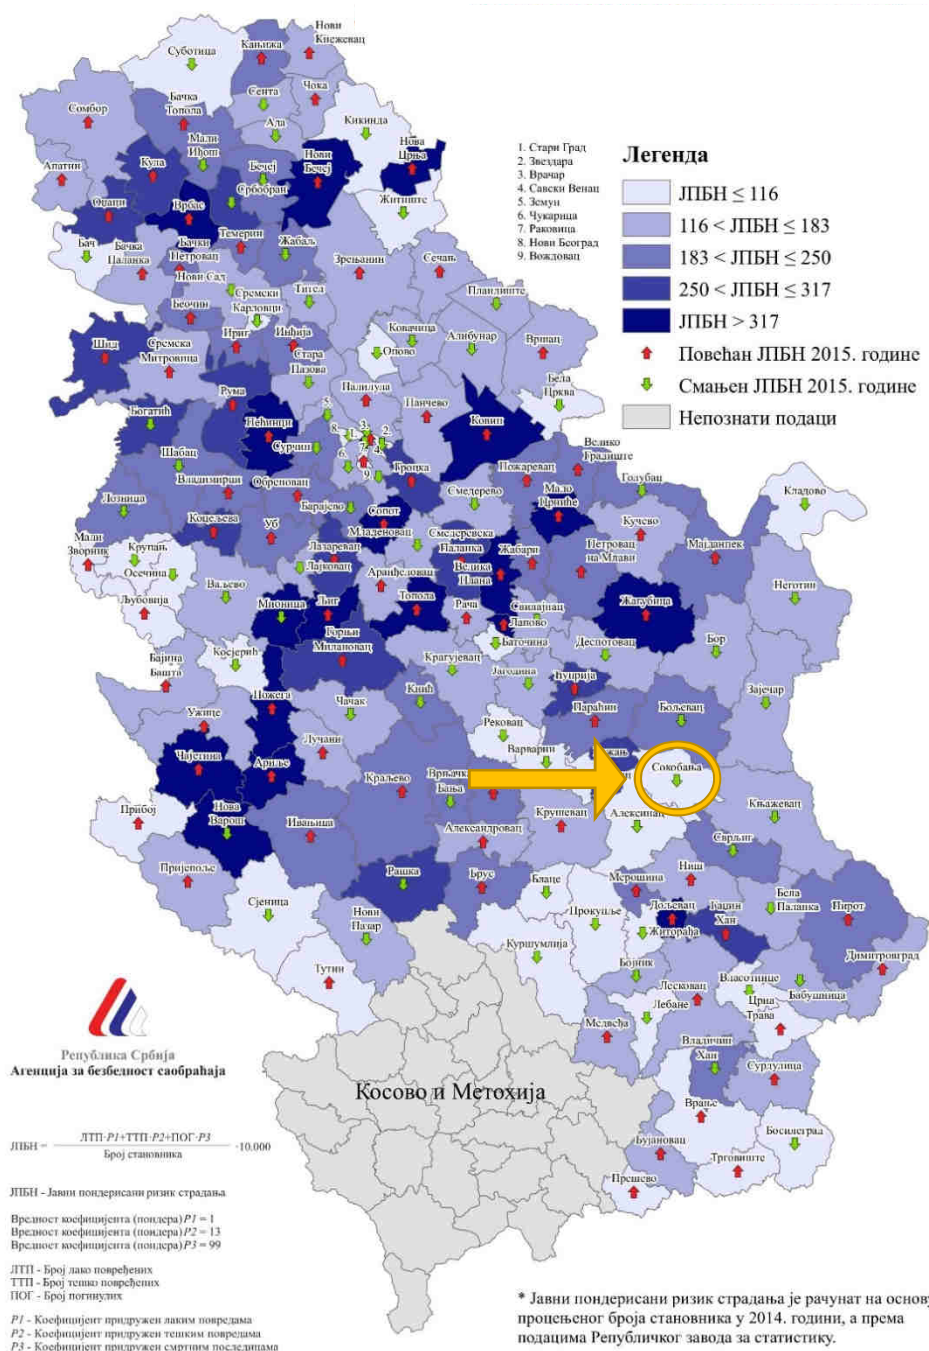 Нови
Кнежевац
Суботица
Кањижа
Чока
Сента
Сомбор
Бачка
Топола
Ада
Кикинда
Мали
Иђош
Нова
Црња
Апатин
Кула
Бечеј
Нови
Бечеј
Србобран
Оџаци
Врбас
Житиште
Темерин
Бач
Бачка
Паланка
Бачки
Петровац
Жабаљ
Зрењанин
Сечањ
Нови Сад
Сремски
Карловци
Тител
Пландиште
Беочин
Шид
Сремска
Митровица
Ириг
Инђија
Ковачица
Опово
Алибунар
Вршац
Стара
Пазова
Рума
Палилула
Панчево
Бела
Црква
Богатић
Пећинци
5.
3.
8.
1.
2.
7.
4.
6.
9.
Ковин
Сурчин
Шабац
Велико
Градиште
Владимирци
Обреновац
Гроцка
Пожаревац
Голубац
Лозница
Барајево
Сопот
Смедерево
Мало
Црниће
Кладово
Коцељева
Уб
Младеновац
Кучево
Мали
Зворник
Крупањ
Лазаревац
Смедеревска
Паланка
Жабари
Петровац
на Млави
Мајданпек
Осечина
Лајковац
Аранђеловац
Велика
Плана
Љубовија
Ваљево
Мионица
Љиг
Топола
Рача
Свилајнац
Жагубица
Неготин
Лапово
Горњи
Милановац
Баточина
Косјерић
Деспотовац
Бор
Бајина
Башта
Крагујевац
Јагодина
Ћуприја
Зајечар
Пожега
Чачак
Кнић
Параћин
Бољевац
Ужице
Рековац
Лучани
Варварин
Чајетина
Ариље
Краљево
Врњачка
Бања
Сокобања
Прибој
Нова
Варош
Ивањица
Александровац
Крушевац
Алексинац
Књажевац
Сврљиг
Пријепоље
Рашка
Брус
Блаце
Мерошина
Ниш
Бела
Паланка
Пирот
Сјеница
Нови
Пазар
Прокупље
Дољевац
Гаџин
Хан
Житорађа
Куршумлија
Димитровград
Тутин
Бојник
Лесковац
Власотинце
Бабушница
Лебане
Црна
Трава
Медвеђа
Владичин
Хан
Сурдулица
Врање
Босилеград
Бујановац
Трговиште
Прешево
Косово и Метохија
1. Стари Град
2. Звездара
3. Врачар
4. Савски Венац
5. Земун
6. Чукарица
7. Раковица
8. Нови Београд
9. Вождовац
Легенда
ЈПБН ≤ 116
116 < ЈПБН ≤ 183
183 < ЈПБН ≤ 250
250 < ЈПБН ≤ 317
ЈПБН > 317
Повећан ЈПБН 2015. године
Смањен ЈПБН 2015. године
Непознати подаци
Република Србија
Агенција за безбедност саобраћаја
ЈПБН = ЛТП·P1+ТТП·P2+ПОГ·P3 ·10.000
Број становника
ЈПБН - Јавни пондерисани ризик страдања
Вредност коефицијента (пондера) P1 = 1
Вредност коефицијента (пондера) P2 = 13
Вредност коефицијента (пондера) P3 = 99
ЛТП - Број лако повређених
ТТП - Број тешко повређених
ПОГ - Број погинулих
P1 - Коефицијент придружен лаким повредама
P2 - Коефицијент придружен тешким повредама
P3 - Коефицијент придружен смртним последицама
* Јавни пондерисани ризик страдања је рачунат на основу
процењеног броја становника у 2014. години, а према
подацима Републичког завода за статистику.